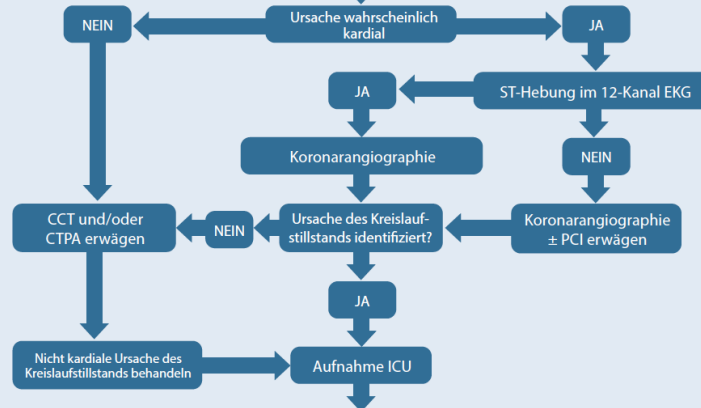 NEIN
Ursache wahrscheinlich
kardial
JA
JA
ST-Hebung im 12-Kanal EKG
Koronarangiographie
NEIN
CCT und/oder
CTPA erwägen
NEIN
Ursache des Kreislauf-
stillstands identifiziert?
Koronarangiographie
± PCI erwägen
JA
Nicht kardiale Ursache des
Kreislaufstillstands behandeln
Aufnahme ICU